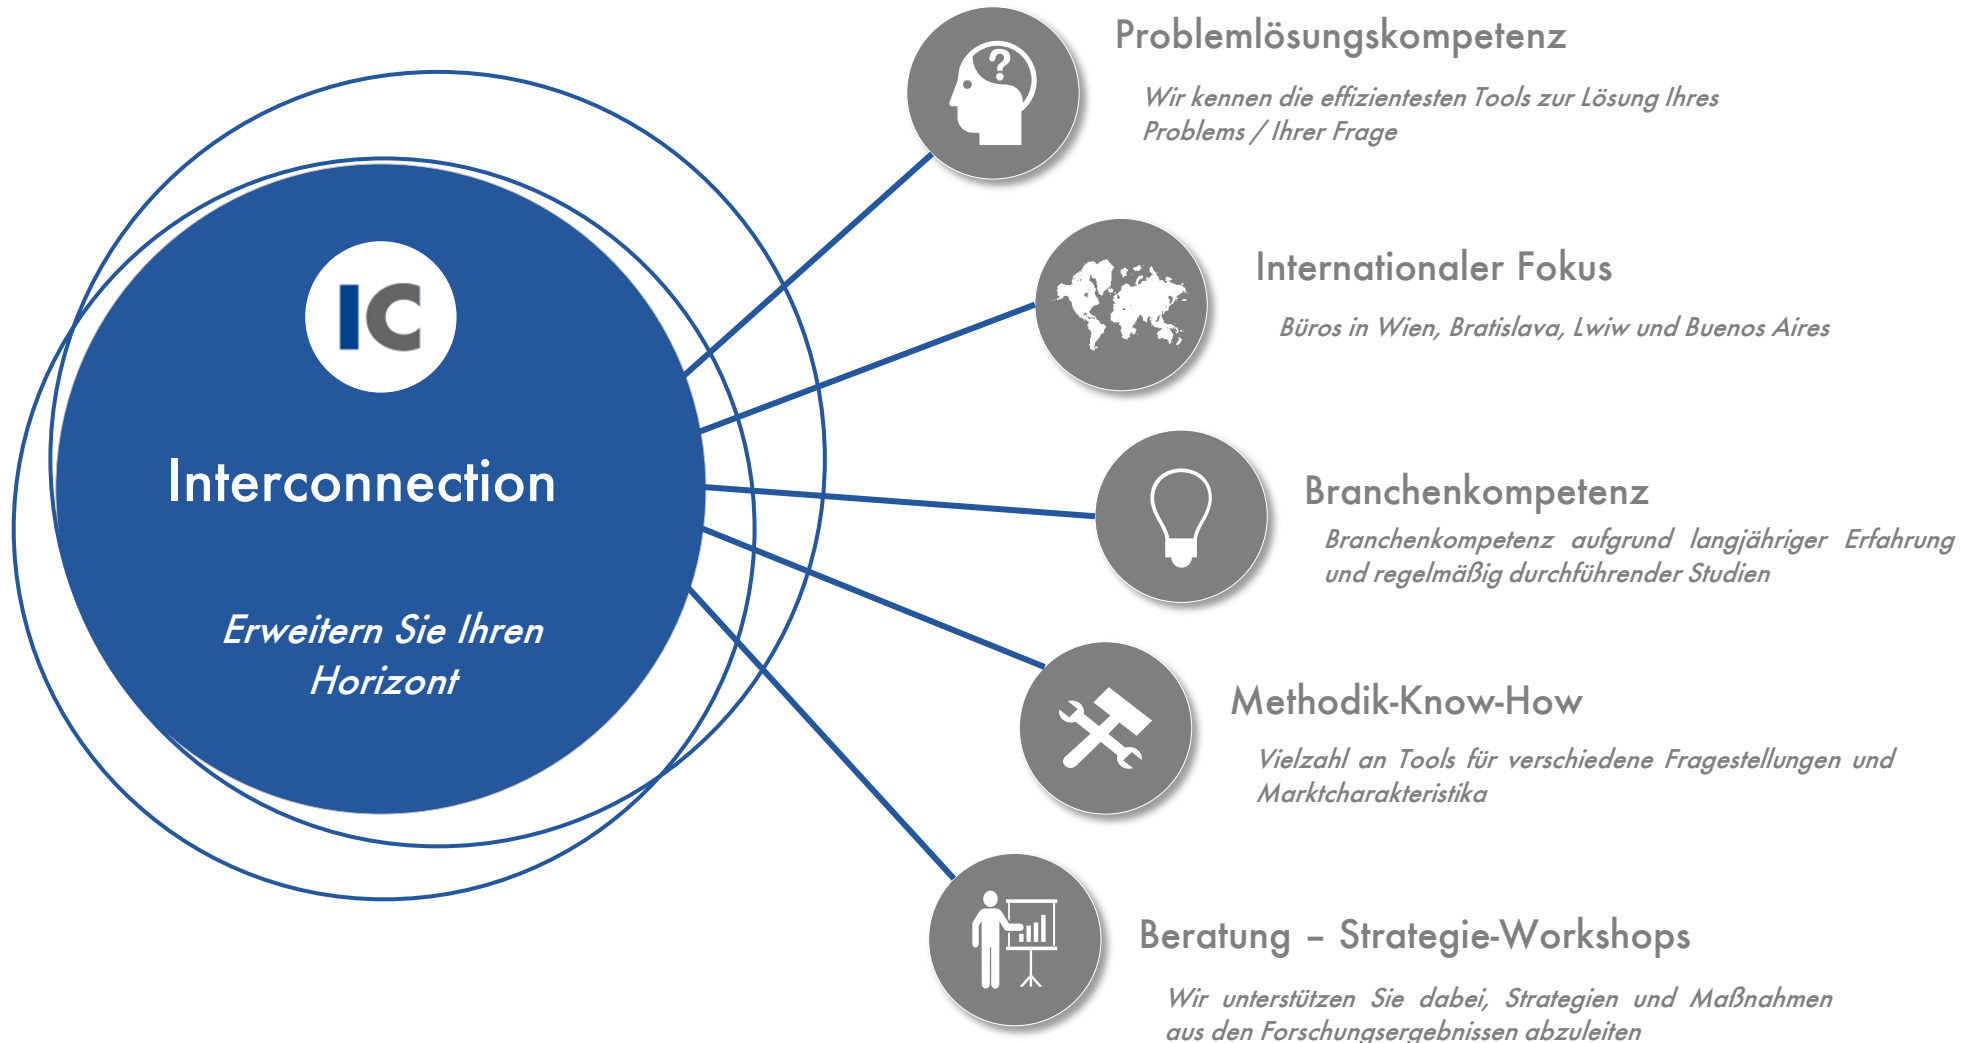 IC
Interconnection
Erweitern Sie Ihren
Horizont
Problemlösungskompetenz
Wir kennen die effizientesten Tools zur Lösung Ihres
Problems / Ihrer Frage
?
Internationaler Fokus
Büros in Wien, Bratislava, Lwiw und Buenos Aires
Branchenkompetenz
Branchenkompetenz aufgrund langjähriger Erfahrung
und regelmäßig durchführender Studien
Methodik-Know-How
Vielzahl an Tools für verschiedene Fragestellungen und
Marktcharakteristika
Beratung – Strategie-Workshops
Wir unterstützen Sie dabei, Strategien und Maßnahmen
aus den Forschungsergebnissen abzuleiten